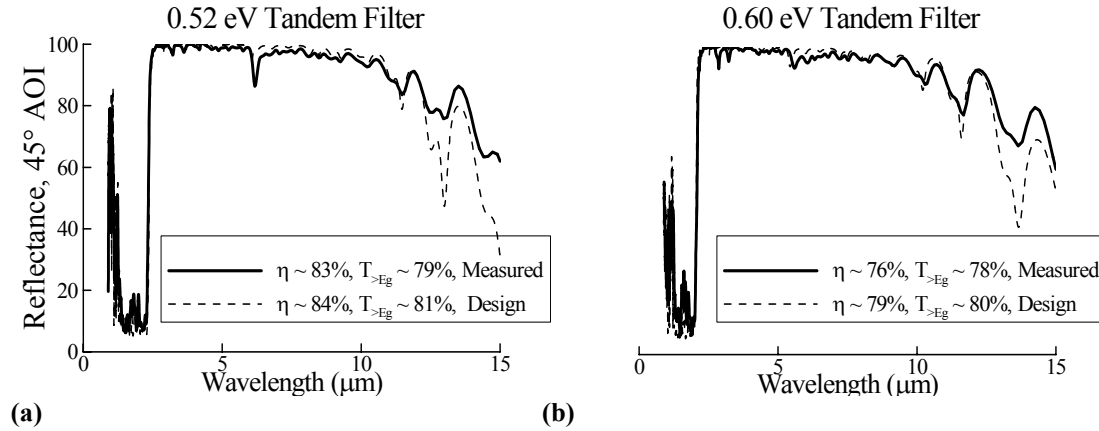 0.52 eV Tandem Filter
Reflectance, 45° AOI
100
80
60
40
20
0
η ~ 83%, T>Eg ~ 79%, Measured
η ~ 84%, T>Eg ~ 81%, Design
0 5 10 15
Wavelength (μm)
(a)
0.60 eV Tandem Filter
η ~ 76%, T>Eg ~ 78%, Measured
η ~ 79%, T>Eg ~ 80%, Design
0 5 10 15
Wavelength (μm)
(b)